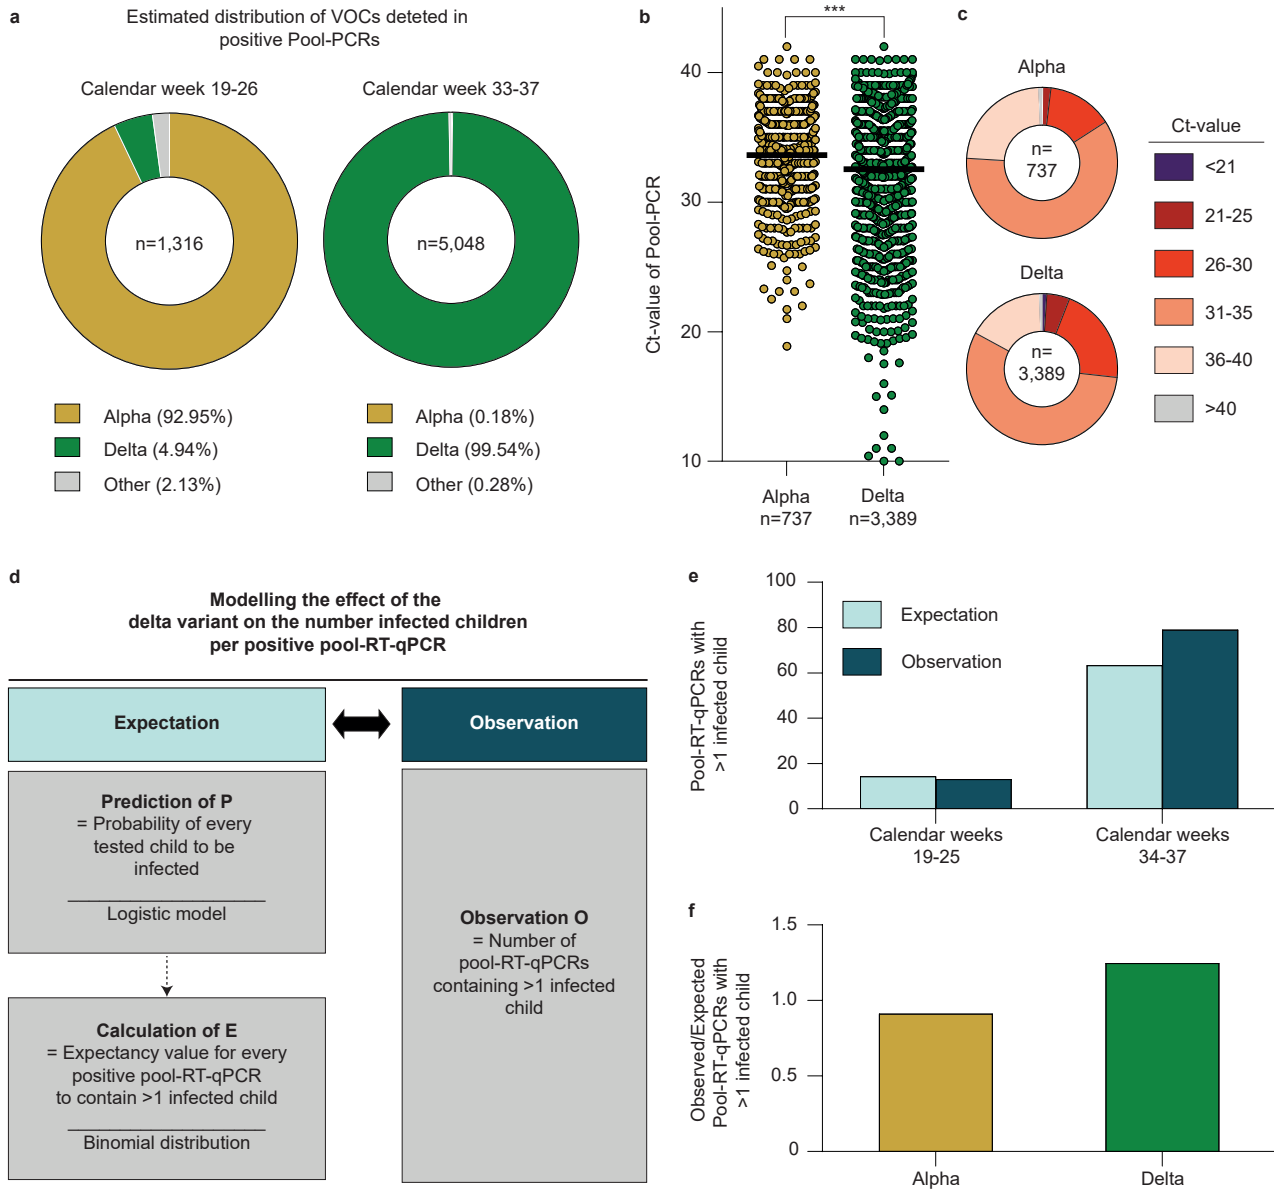 a
Estimated distribution of VOCs deteted in
positive Pool-PCRs
Calendar week 19-26
Calendar week 33-37
n=1,316
n=5,048
Alpha (92.95%)
Delta (4.94%)
Other (2.13%)
Alpha (0.18%)
Delta (99.54%)
Other (0.28%)
b
***
Ct-value of Pool-PCR
40
30
20
10
Alpha
n=737
Delta
n=3,389
c
Alpha
n=
737
Delta
n=
3,389
Ct-value
<21
21-25
26-30
31-35
36-40
>40
d
Modelling the effect of the
delta variant on the number infected children
per positive pool-RT-qPCR
Expectation
Observation
Prediction of P
= Probability of every
tested child to be
infected
Logistic model
Calculation of E
= Expectancy value for every
positive pool-RT-qPCR
to contain >1 infected child
Binomial distribution
Observation O
= Number of
pool-RT-qPCRs
containing >1 infected
child
e
Pool-RT-qPCRs with
>1 infected child
100
80
60
40
20
0
Expectation
Observation
Calendar weeks
19-25
Calendar weeks
34-37
f
Observed/Expected
Pool-RT-qPCRs with
>1 infected child
1.5
1.0
0.5
0
Alpha
Delta